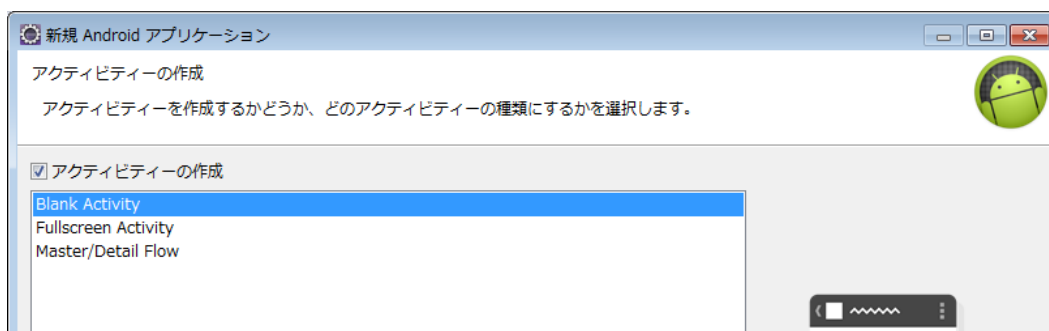 新規 Android アプリケーション
アクティビティーの作成
アクティビティーを作成するかどうか、どのアクティビティーの種類にするかを選択します。
アクティビティーの作成
Blank Activity
Fullscreen Activity
Master/Detail Flow